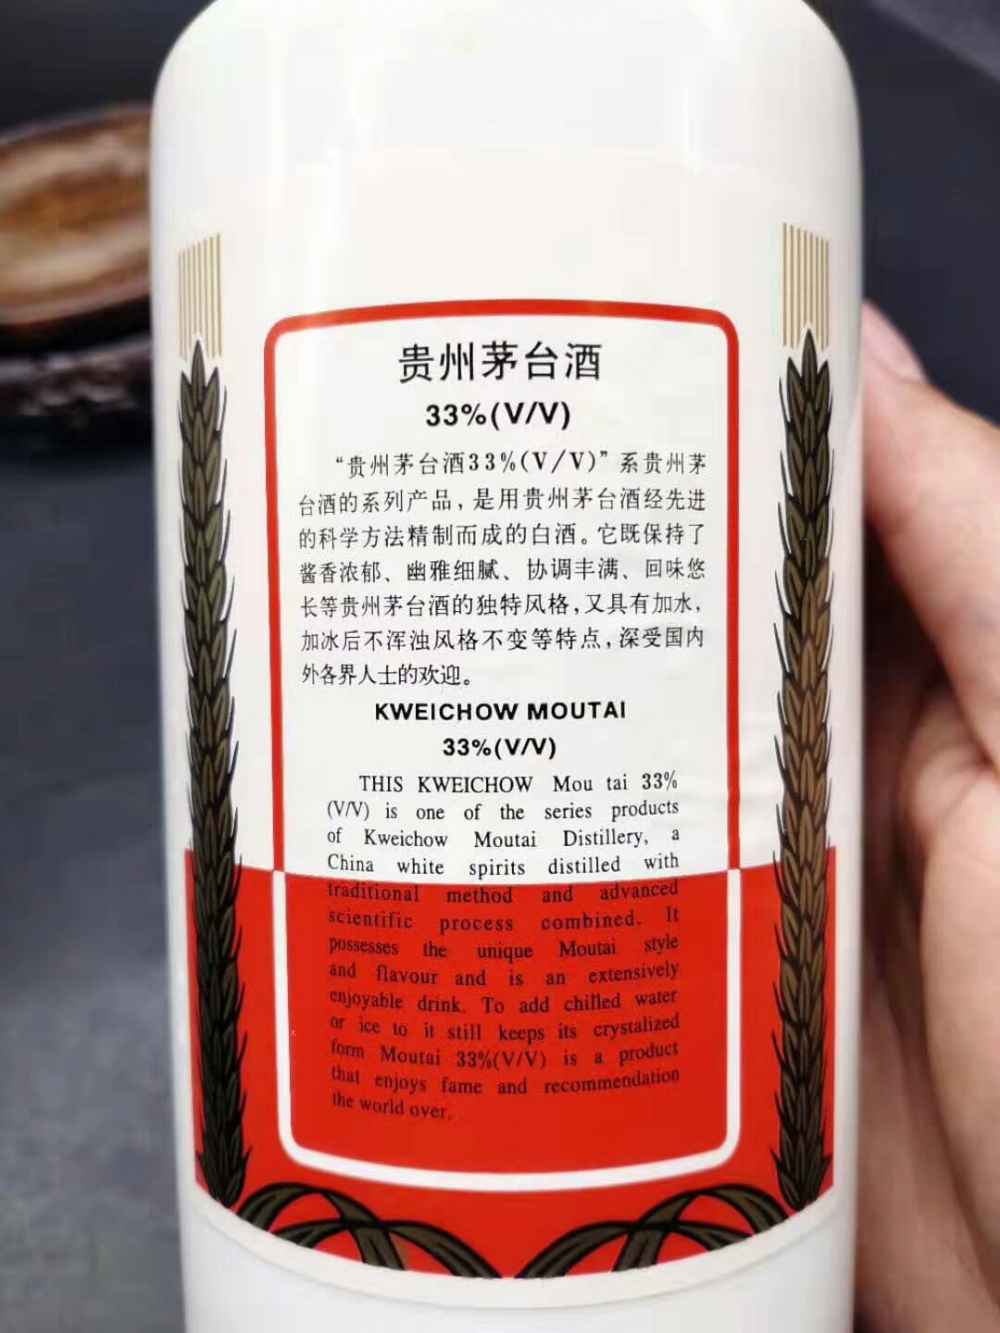 贵州茅台酒
33%(V/V)
“贵州茅台酒33%(V/V)”系贵州茅
台酒的系列产品，是用贵州茅台酒经先进
的科学方法精制而成的白酒。它既保持了
酱香浓郁、幽雅细腻、协调丰满、回味悠
长等贵州茅台酒的独特风格，又具有加水，
加冰后不浑浊风格不变等特点，深受国内
外各界人士的欢迎。
KWEICHOW MOUTAI
33%(V/V)
THIS KWEICHOW Mou tai 33%
(V/V) is one of the series products
of Kweichow Moutai Distillery, a
China white spirits distilled with
traditional method and advanced
scientific process combined. It
possesses the unique Moutai style
and flavour and is an extensively
enjoyable drink. To add chilled water
or ice to it still keeps its crystalized
form Moutai 33%(V/V) is a product
that enjoys fame and recommendation
the world over.